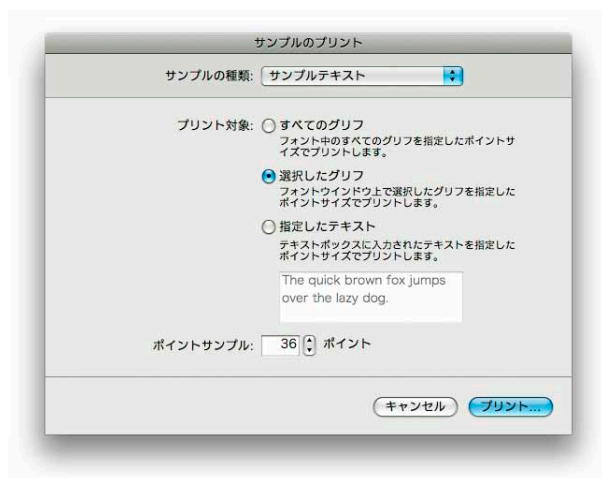 サンプルのプリント
サンプルの種類: サンプルテキスト
プリント対象: すべてのグリフ
フォント中のすべてのグリフを指定したポイントサ
イズでプリントします。
選択したグリフ
フォントウインドウ上で選択したグリフを指定した
ポイントサイズでプリントします。
指定したテキスト
テキストボックスに入力されたテキストを指定した
ポイントサイズでプリントします。
The quick brown fox jumps
over the lazy dog.
ポイントサンプル: 36 ポイント
キャンセル プリント...